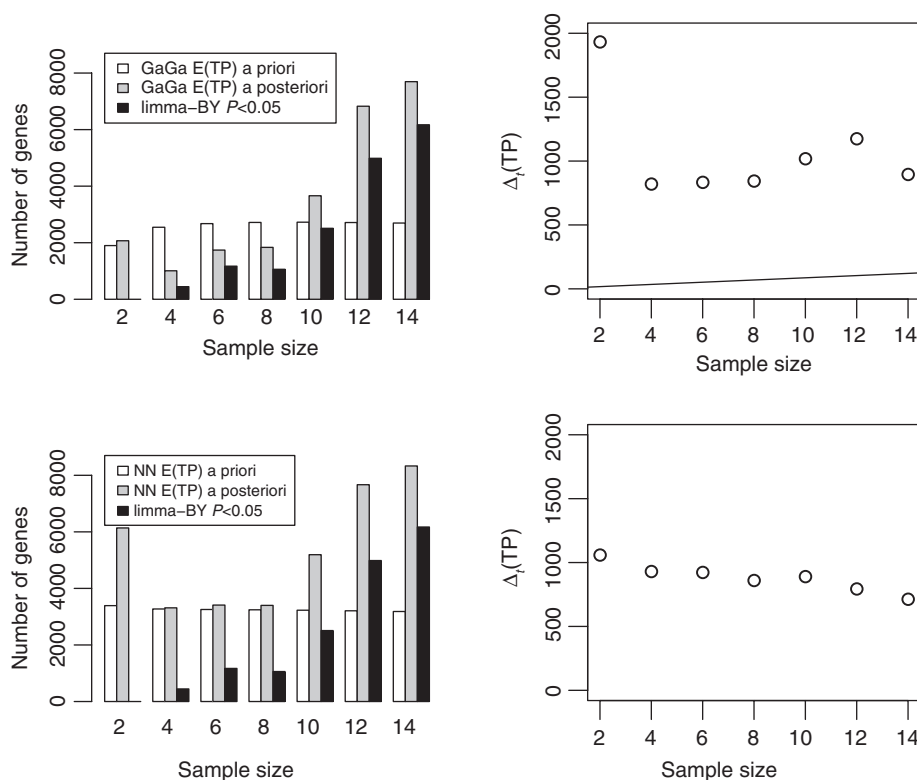 GaGa E(TP) a priori
GaGa E(TP) a posteriori
limma−BY P<0.05
Number of genes
0
2000
4000
6000
8000
2 4 6 8 10 12 14
Sample size
Δt(TP)
0
500
1000
1500
2000
2 4 6 8 10 12 14
Sample size
NN E(TP) a priori
NN E(TP) a posteriori
limma−BY P<0.05
Number of genes
0
2000
4000
6000
8000
2 4 6 8 10 12 14
Sample size
Δt(TP)
0
500
1000
1500
2000
2 4 6 8 10 12 14
Sample size